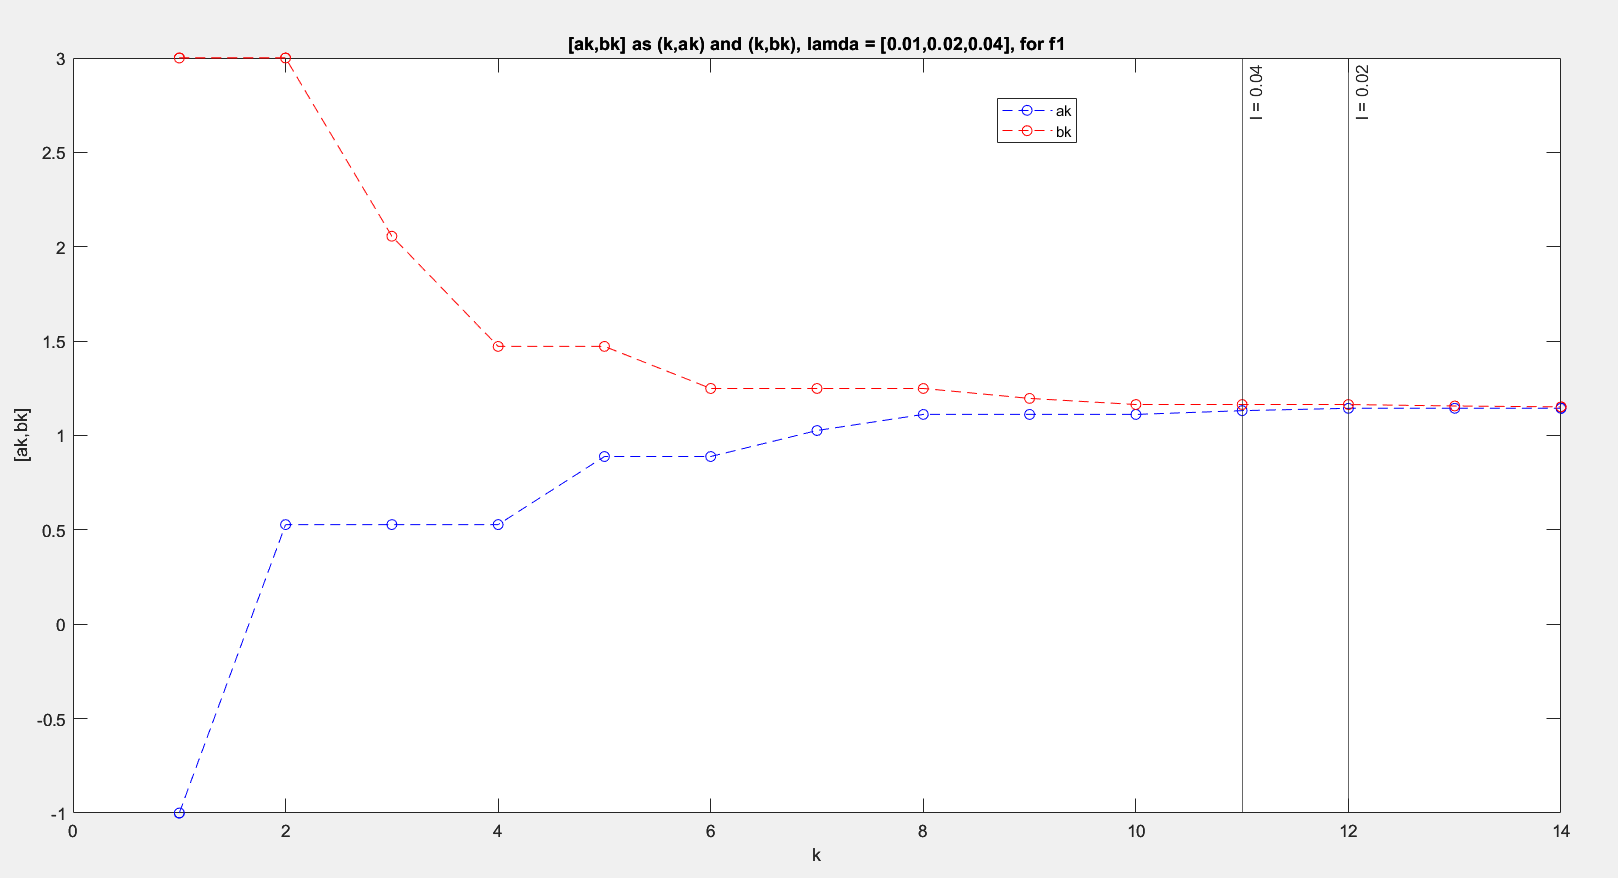 [ak,bk] as (k,ak) and (k,bk), lamda = [0.01,0.02,0.04], for f1
3
2.5
2
1.5
1
0.5
0
-0.5
-1
[ak,bk]
ak
bk
l = 0.04
l = 0.02
0 2 4 6 8 10 12 14
k